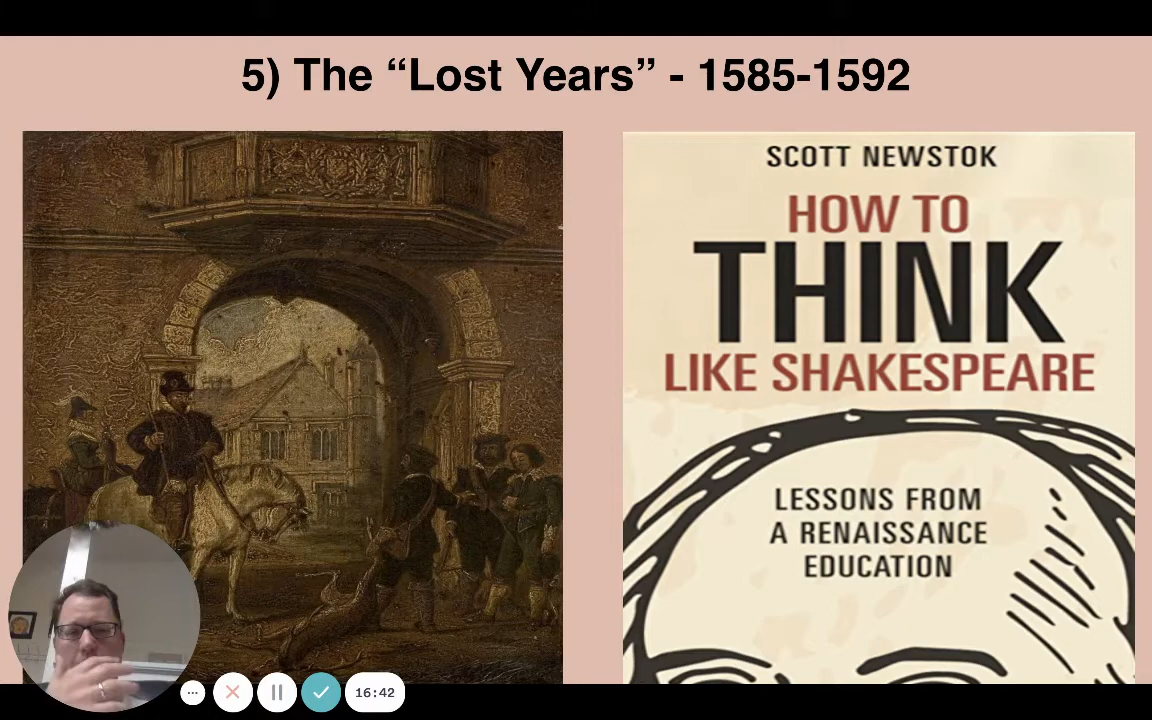 5) The “Lost Years” - 1585-1592
SCOTT NEWSTOK
HOW TO
THINK
LIKE SHAKESPEARE
LESSONS FROM
A RENAISSANCE
EDUCATION
16:42